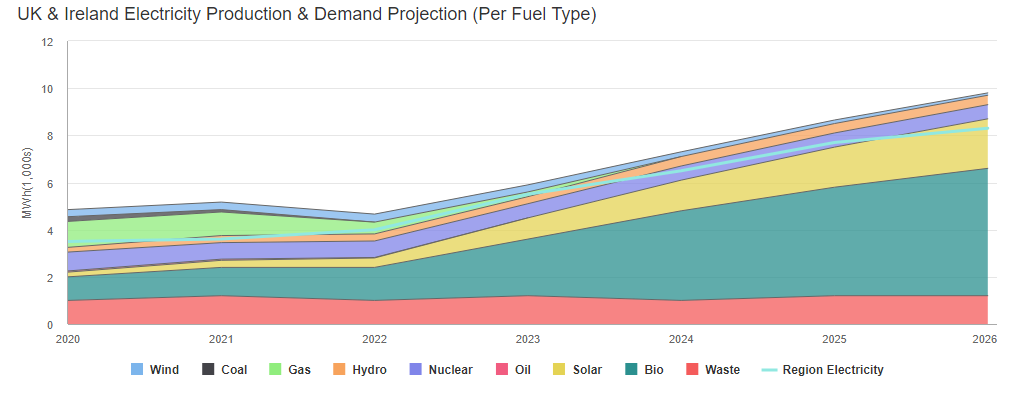 UK & Ireland Electricity Production & Demand Projection (Per Fuel Type)
12
10
8
6
4
2
0
MWh(1,000s)
2020 2021 2022 2023 2024 2025 2026
Wind Coal Gas Hydro Nuclear Oil Solar Bio Waste Region Electricity